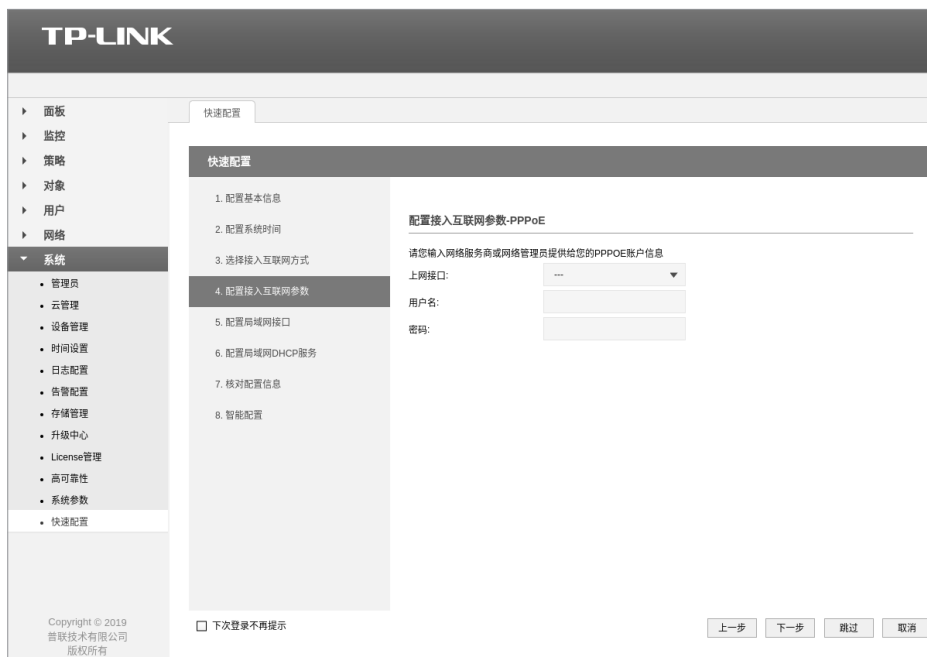 TP-LINK
面板
监控
策略
对象
用户
网络
系统
管理员
云管理
设备管理
时间设置
日志配置
告警配置
存储管理
升级中心
License管理
高可靠性
系统参数
快速配置
Copyright © 2019
普联技术有限公司
版权所有
快速配置
快速配置
1. 配置基本信息
2. 配置系统时间
3. 选择接入互联网方式
4. 配置接入互联网参数
5. 配置局域网接口
6. 配置局域网DHCP服务
7. 核对配置信息
8. 智能配置
配置接入互联网参数-PPPoE
请您输入网络服务商或网络管理员提供给您的PPPOE账户信息
上网接口: ---
用户名:
密码:
下次登录不再提示
上一步 下一步 跳过 取消